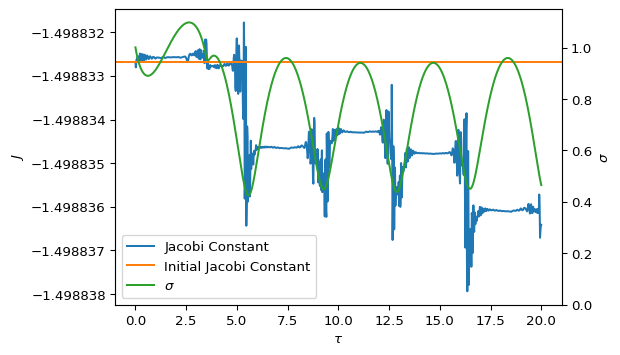 −1.498832
−1.498833
−1.498834
−1.498835
−1.498836
−1.498837
−1.498838
J
1.0
0.8
0.6
0.4
0.2
0.0
σ
Jacobi Constant
Initial Jacobi Constant
σ
0.0 2.5 5.0 7.5 10.0 12.5 15.0 17.5 20.0
τ